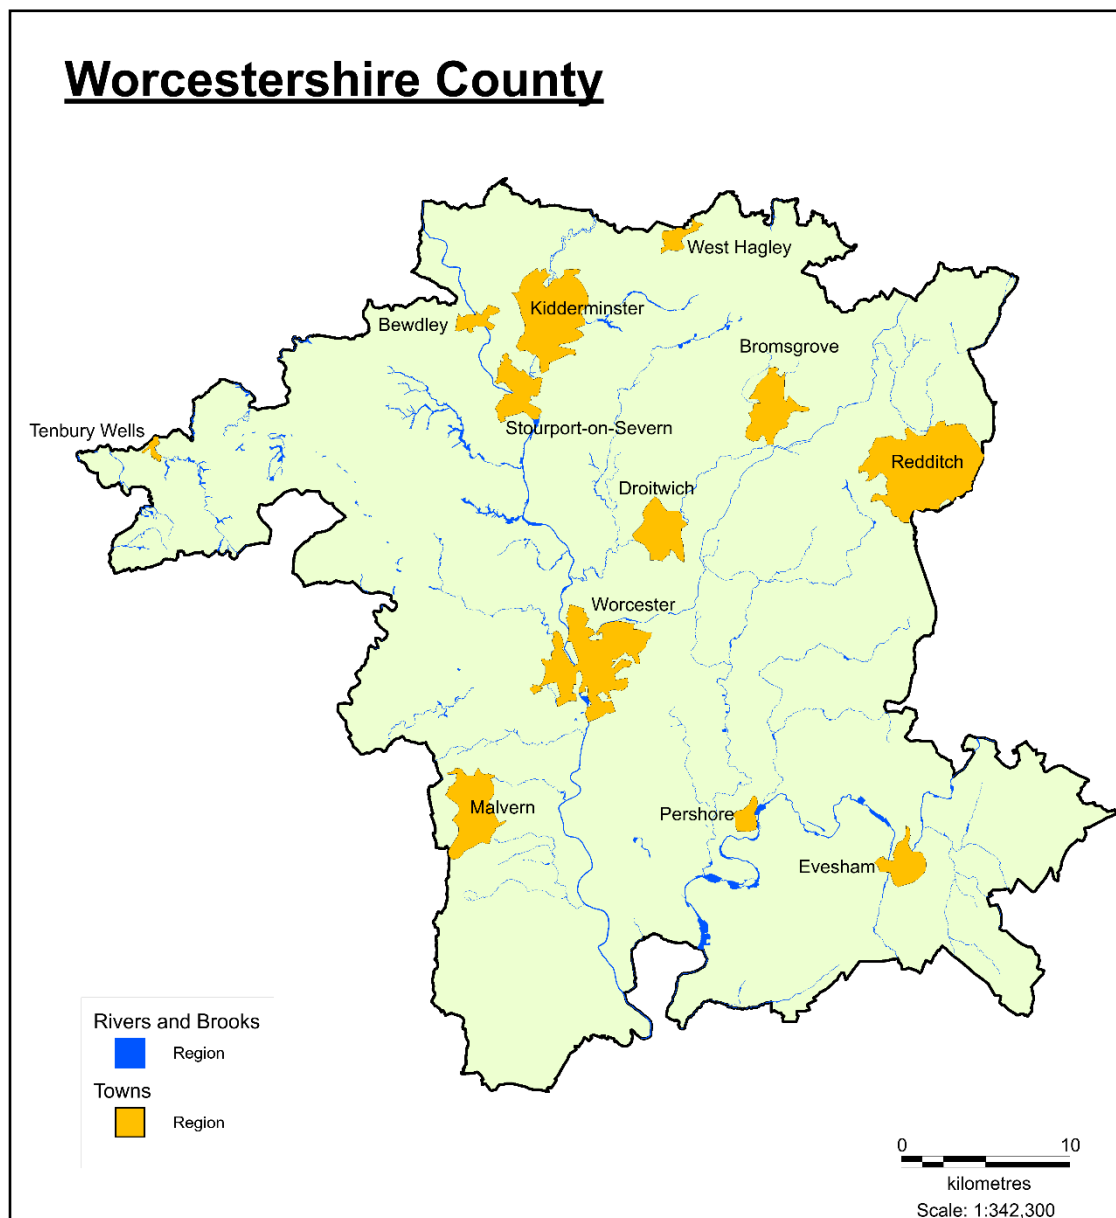 Worcestershire County
West Hagley
Kidderminster
Bewdley
Bromsgrove
Stourport-on-Severn
Tenbury Wells
Redditch
Droitwich
Worcester
Malvern
Pershore
Evesham
Rivers and Brooks
Region
Towns
Region
0 10
kilometres
Scale: 1:342,300